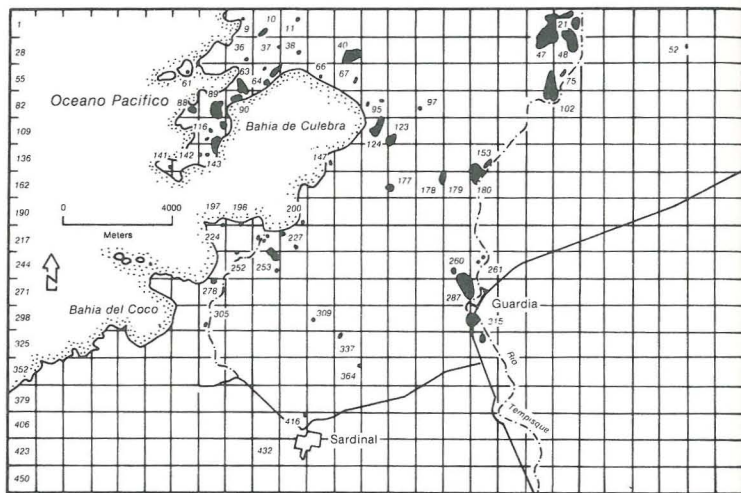 1 9 10 11 21
28 36 37 38 40 47 48 52
55 61 63 64 66 67 75
Oceano Pacifico
82 88 89 90 95 97 102
109 116 Bahia de Culebra 124 123
136 141 142 143 147 153
162 177 178 179 180
190 197 198 200
0 4000
Meters
217 224 227
244 252 253 260 261
N
271 278 287 Guardia
Bahia del Coco
298 305 309 315
325 337
Rio
352 364
379
Tempisque
406 416
423 432 Sardinal
450